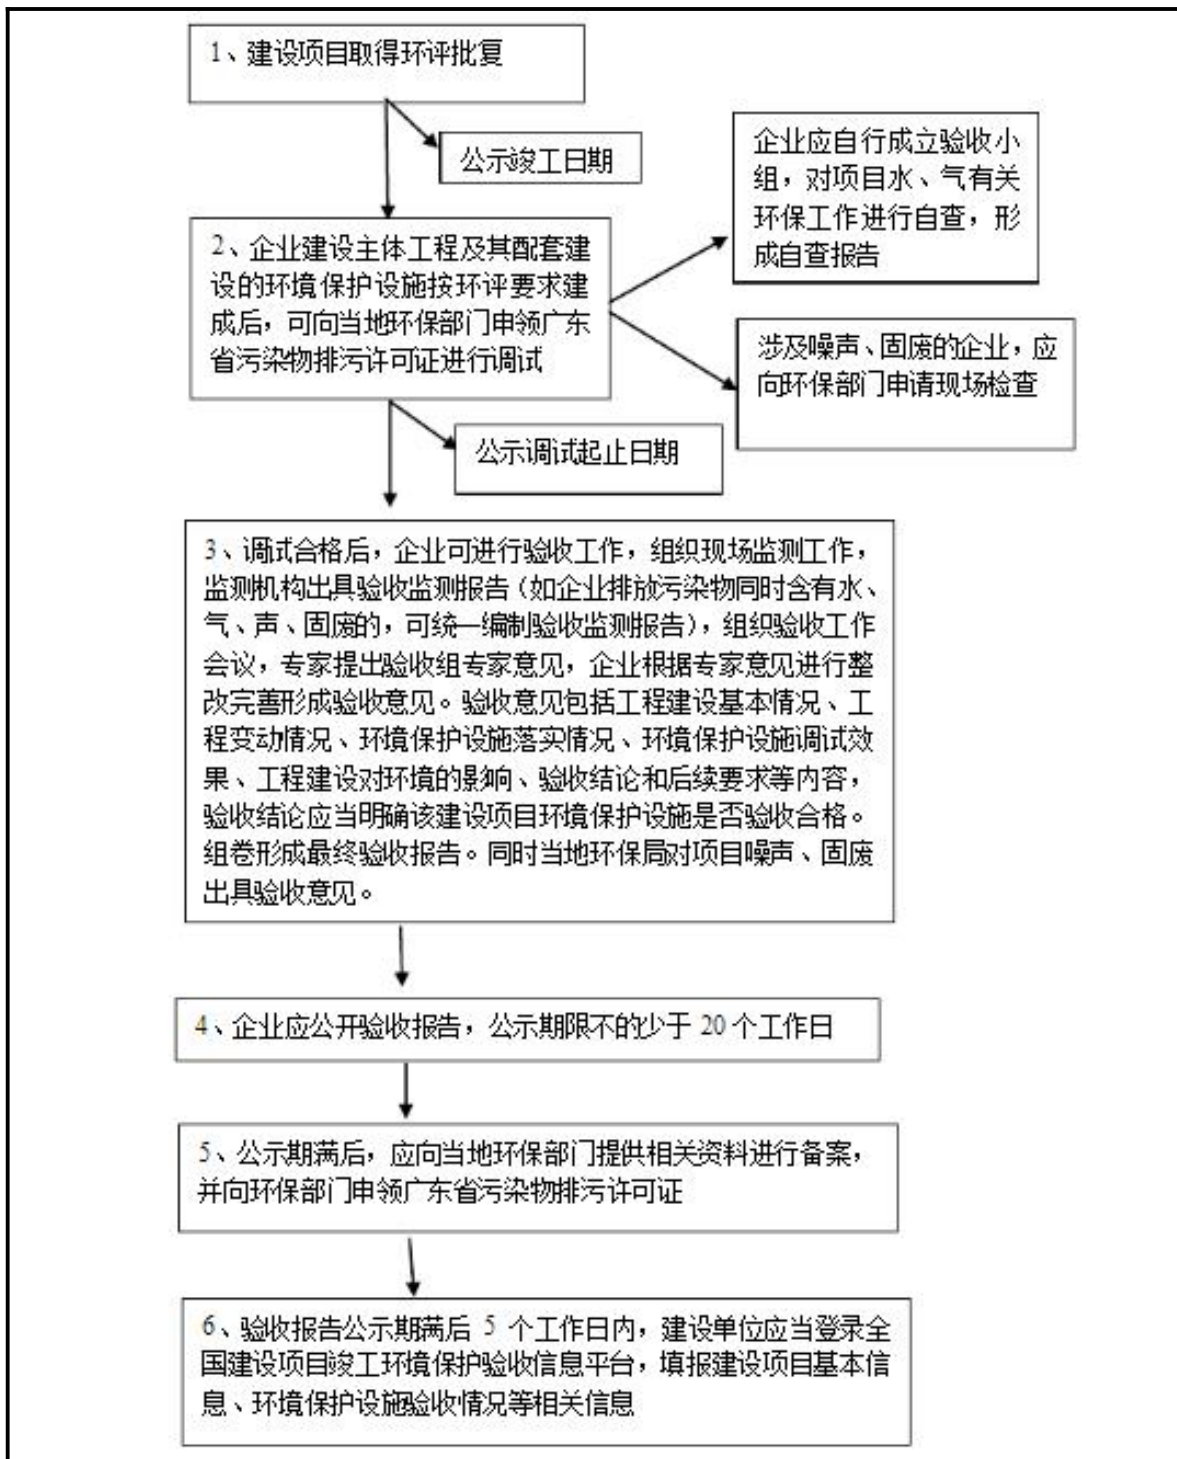 1、建设项目取得环评批复
公示竣工日期
企业应自行成立验收小
组，对项目水、气有关
环保工作进行自查，形
成自查报告
2、企业建设主体工程及其配套建
设的环境保护设施按环评要求建
成后，可向当地环保部门申领广东
省污染物排污许可证进行调试
涉及噪声、固废的企业，应
向环保部门申请现场检查
公示调试起止日期
3、调式合格后，企业可进行验收工作，组织现场监测工作，
监测机构出具验收监测报告（如企业排放污染物同时含有水、
气、声、固废的，可统一编制验收监测报告），组织验收工作
会议，专家提出验收组专家意见，企业根据专家意见进行整
改完善形成验收意见。验收意见包括工程建设基本情况、工
程变动情况、环境保护设施落实情况、环境保护设施调试效
果、工程建设对环境的影响、验收结论和后续要求等内容，
验收结论应当明确该建设项目环境保护设施是否验收合格。
组卷形成最终验收报告。同时当地环保局对项目噪声、固废
出具验收意见。
4、企业应公开验收报告，公示期限不的少于 20 个工作日
5、公示期满后，应向当地环保部门提供相关资料进行备案，
并向环保部门申领广东省污染物排污许可证
6、验收报告公示期满后 5 个工作日内，建设单位应当登录全
国建设项目竣工环境保护验收信息平台，填报建设项目基本信
息、环境保护设施验收情况等相关信息